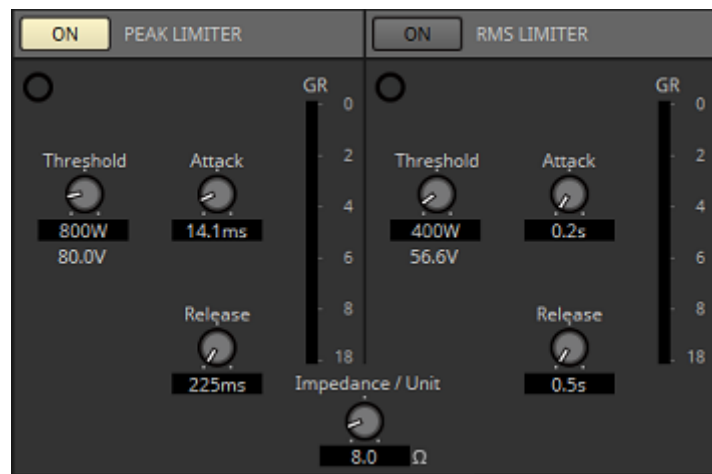 ON PEAK LIMITER
ON RMS LIMITER
GR
0
2
4
6
8
18
Threshold
800W
80.0V
Attack
14.1ms
Release
225ms
GR
0
2
4
6
8
18
Threshold
400W
56.6V
Attack
0.2s
Release
0.5s
Impedance / Unit
8.0 Ω